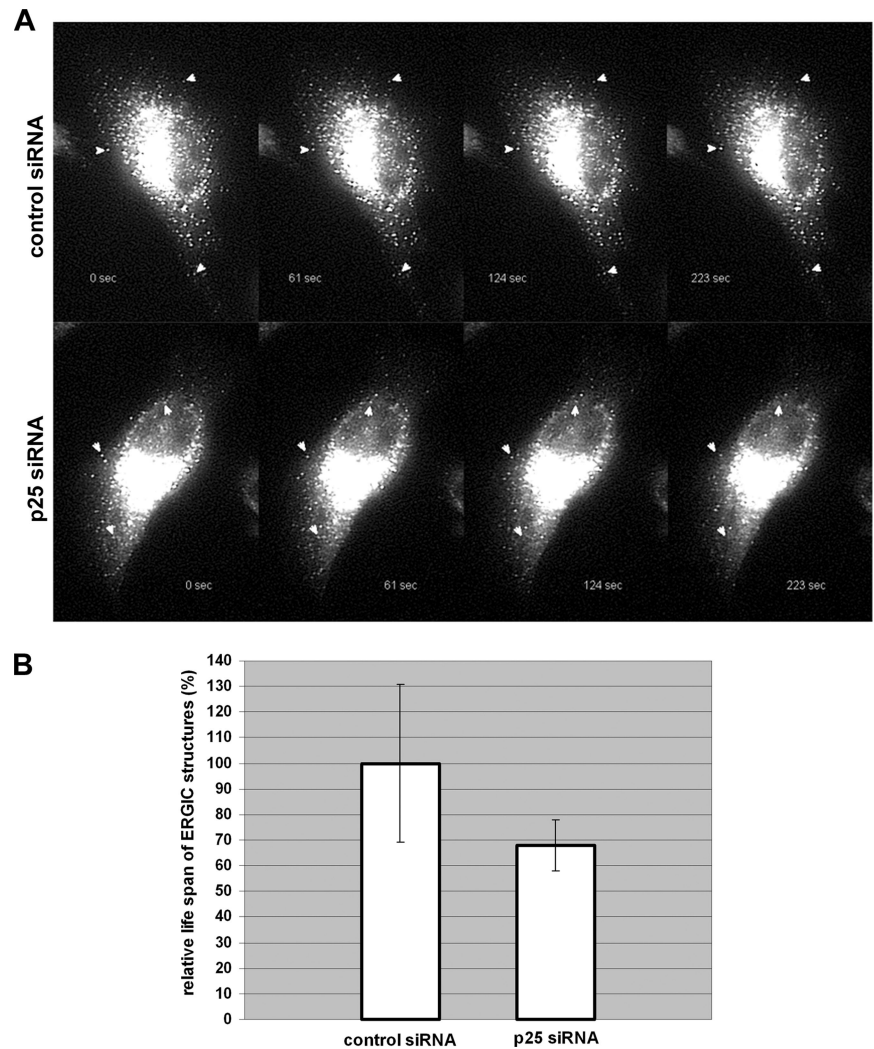 A
control siRNA
0 sec
61 sec
124 sec
223 sec
p25 siRNA
0 sec
61 sec
124 sec
223 sec
B
relative life span of ERGIC structures (%)
140
130
120
110
100
90
80
70
60
50
40
30
20
10
0
control siRNA
p25 siRNA